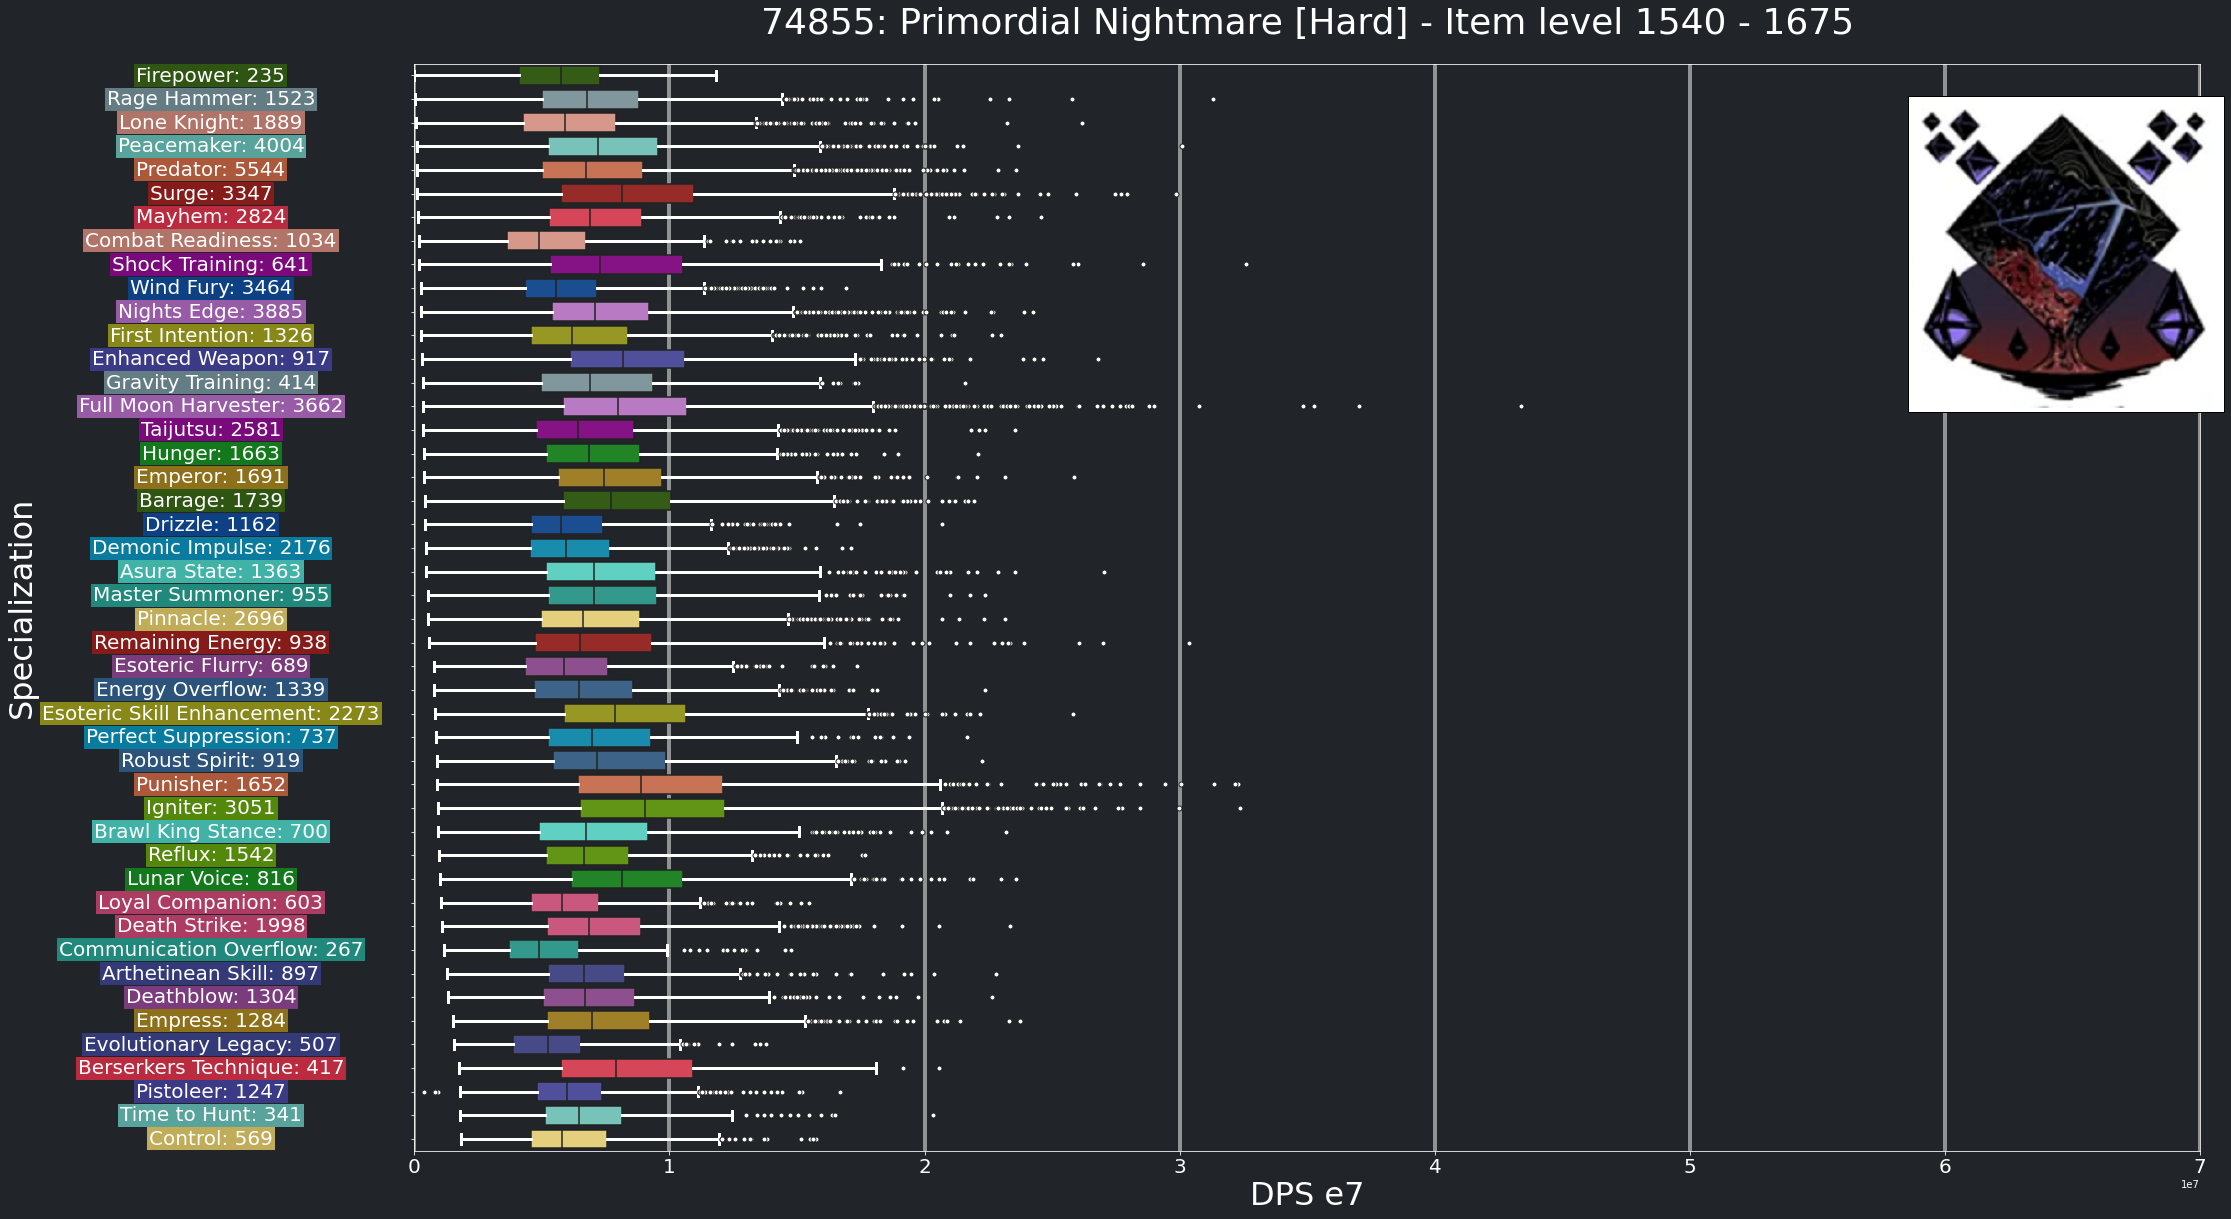 74855: Primordial Nightmare [Hard] - Item level 1540 - 1675
Specialization
Firepower: 235
Rage Hammer: 1523
Lone Knight: 1889
Peacemaker: 4004
Predator: 5544
Surge: 3347
Mayhem: 2824
Combat Readiness: 1034
Shock Training: 641
Wind Fury: 3464
Nights Edge: 3885
First Intention: 1326
Enhanced Weapon: 917
Gravity Training: 414
Full Moon Harvester: 3662
Taijutsu: 2581
Hunger: 1663
Emperor: 1691
Barrage: 1739
Drizzle: 1162
Demonic Impulse: 2176
Asura State: 1363
Master Summoner: 955
Pinnacle: 2696
Remaining Energy: 938
Esoteric Flurry: 689
Energy Overflow: 1339
Esoteric Skill Enhancement: 2273
Perfect Suppression: 737
Robust Spirit: 919
Punisher: 1652
Igniter: 3051
Brawl King Stance: 700
Reflux: 1542
Lunar Voice: 816
Loyal Companion: 603
Death Strike: 1998
Communication Overflow: 267
Arthetinean Skill: 897
Deathblow: 1304
Empress: 1284
Evolutionary Legacy: 507
Berserkers Technique: 417
Pistoleer: 1247
Time to Hunt: 341
Control: 569
0 1 2 3 4 5 6 7
1e7
DPS e7